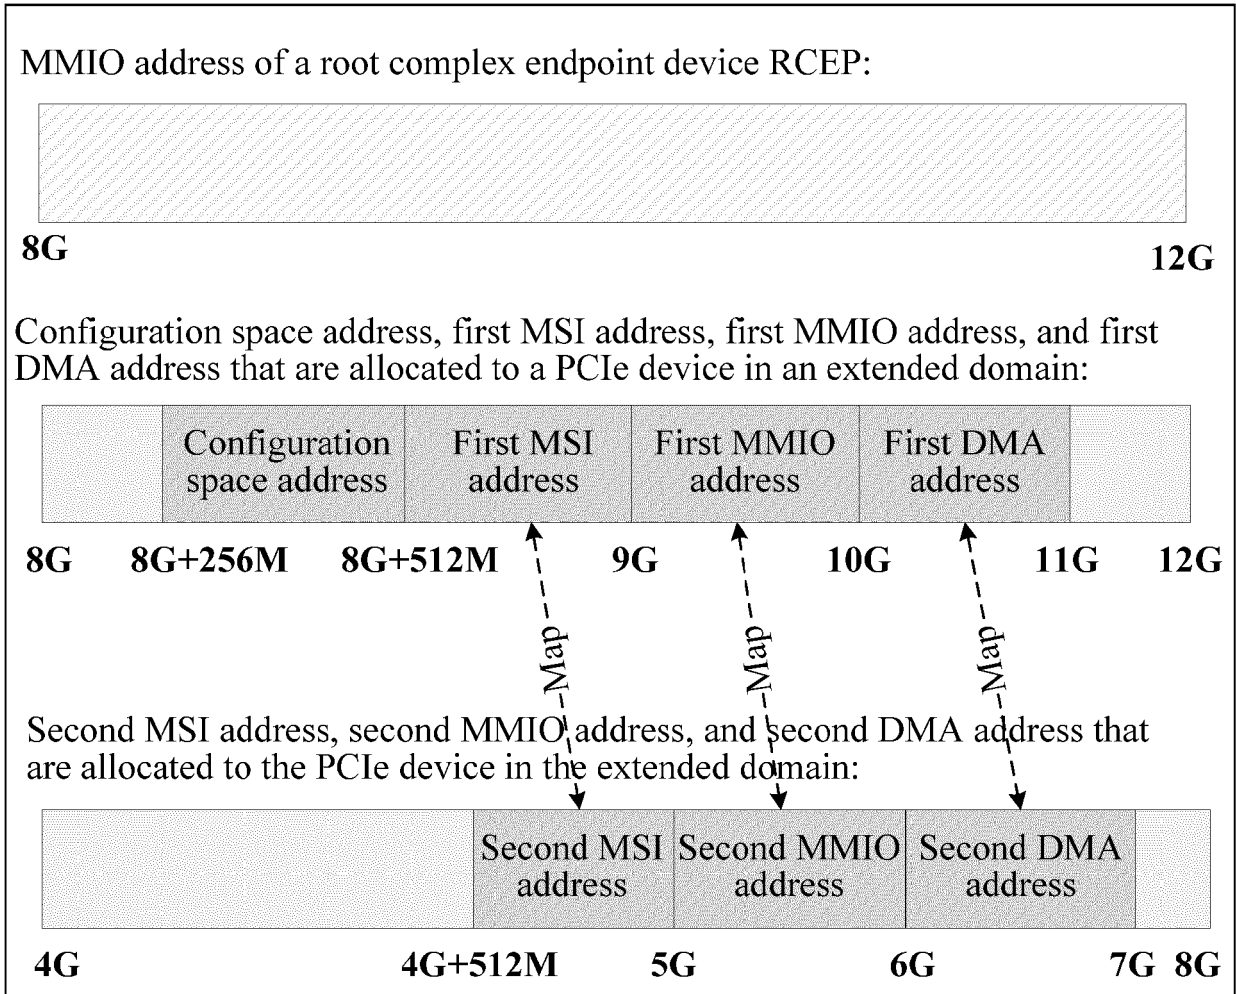 MMIO address of a root complex endpoint device RCEP:
8G 12G
Configuration space address, first MSI address, first MMIO address, and first
DMA address that are allocated to a PCIe device in an extended domain:
Configuration First MSI First MMIO First DMA
space address address address address
8G 8G+256M 8G+512M 9G 10G 11G 12G
Map Map Map
Second MSI address, second MMIO address, and second DMA address that
are allocated to the PCIe device in the extended domain:
Second MSI Second MMIO Second DMA
address address address
4G 4G+512M 5G 6G 7G 8G